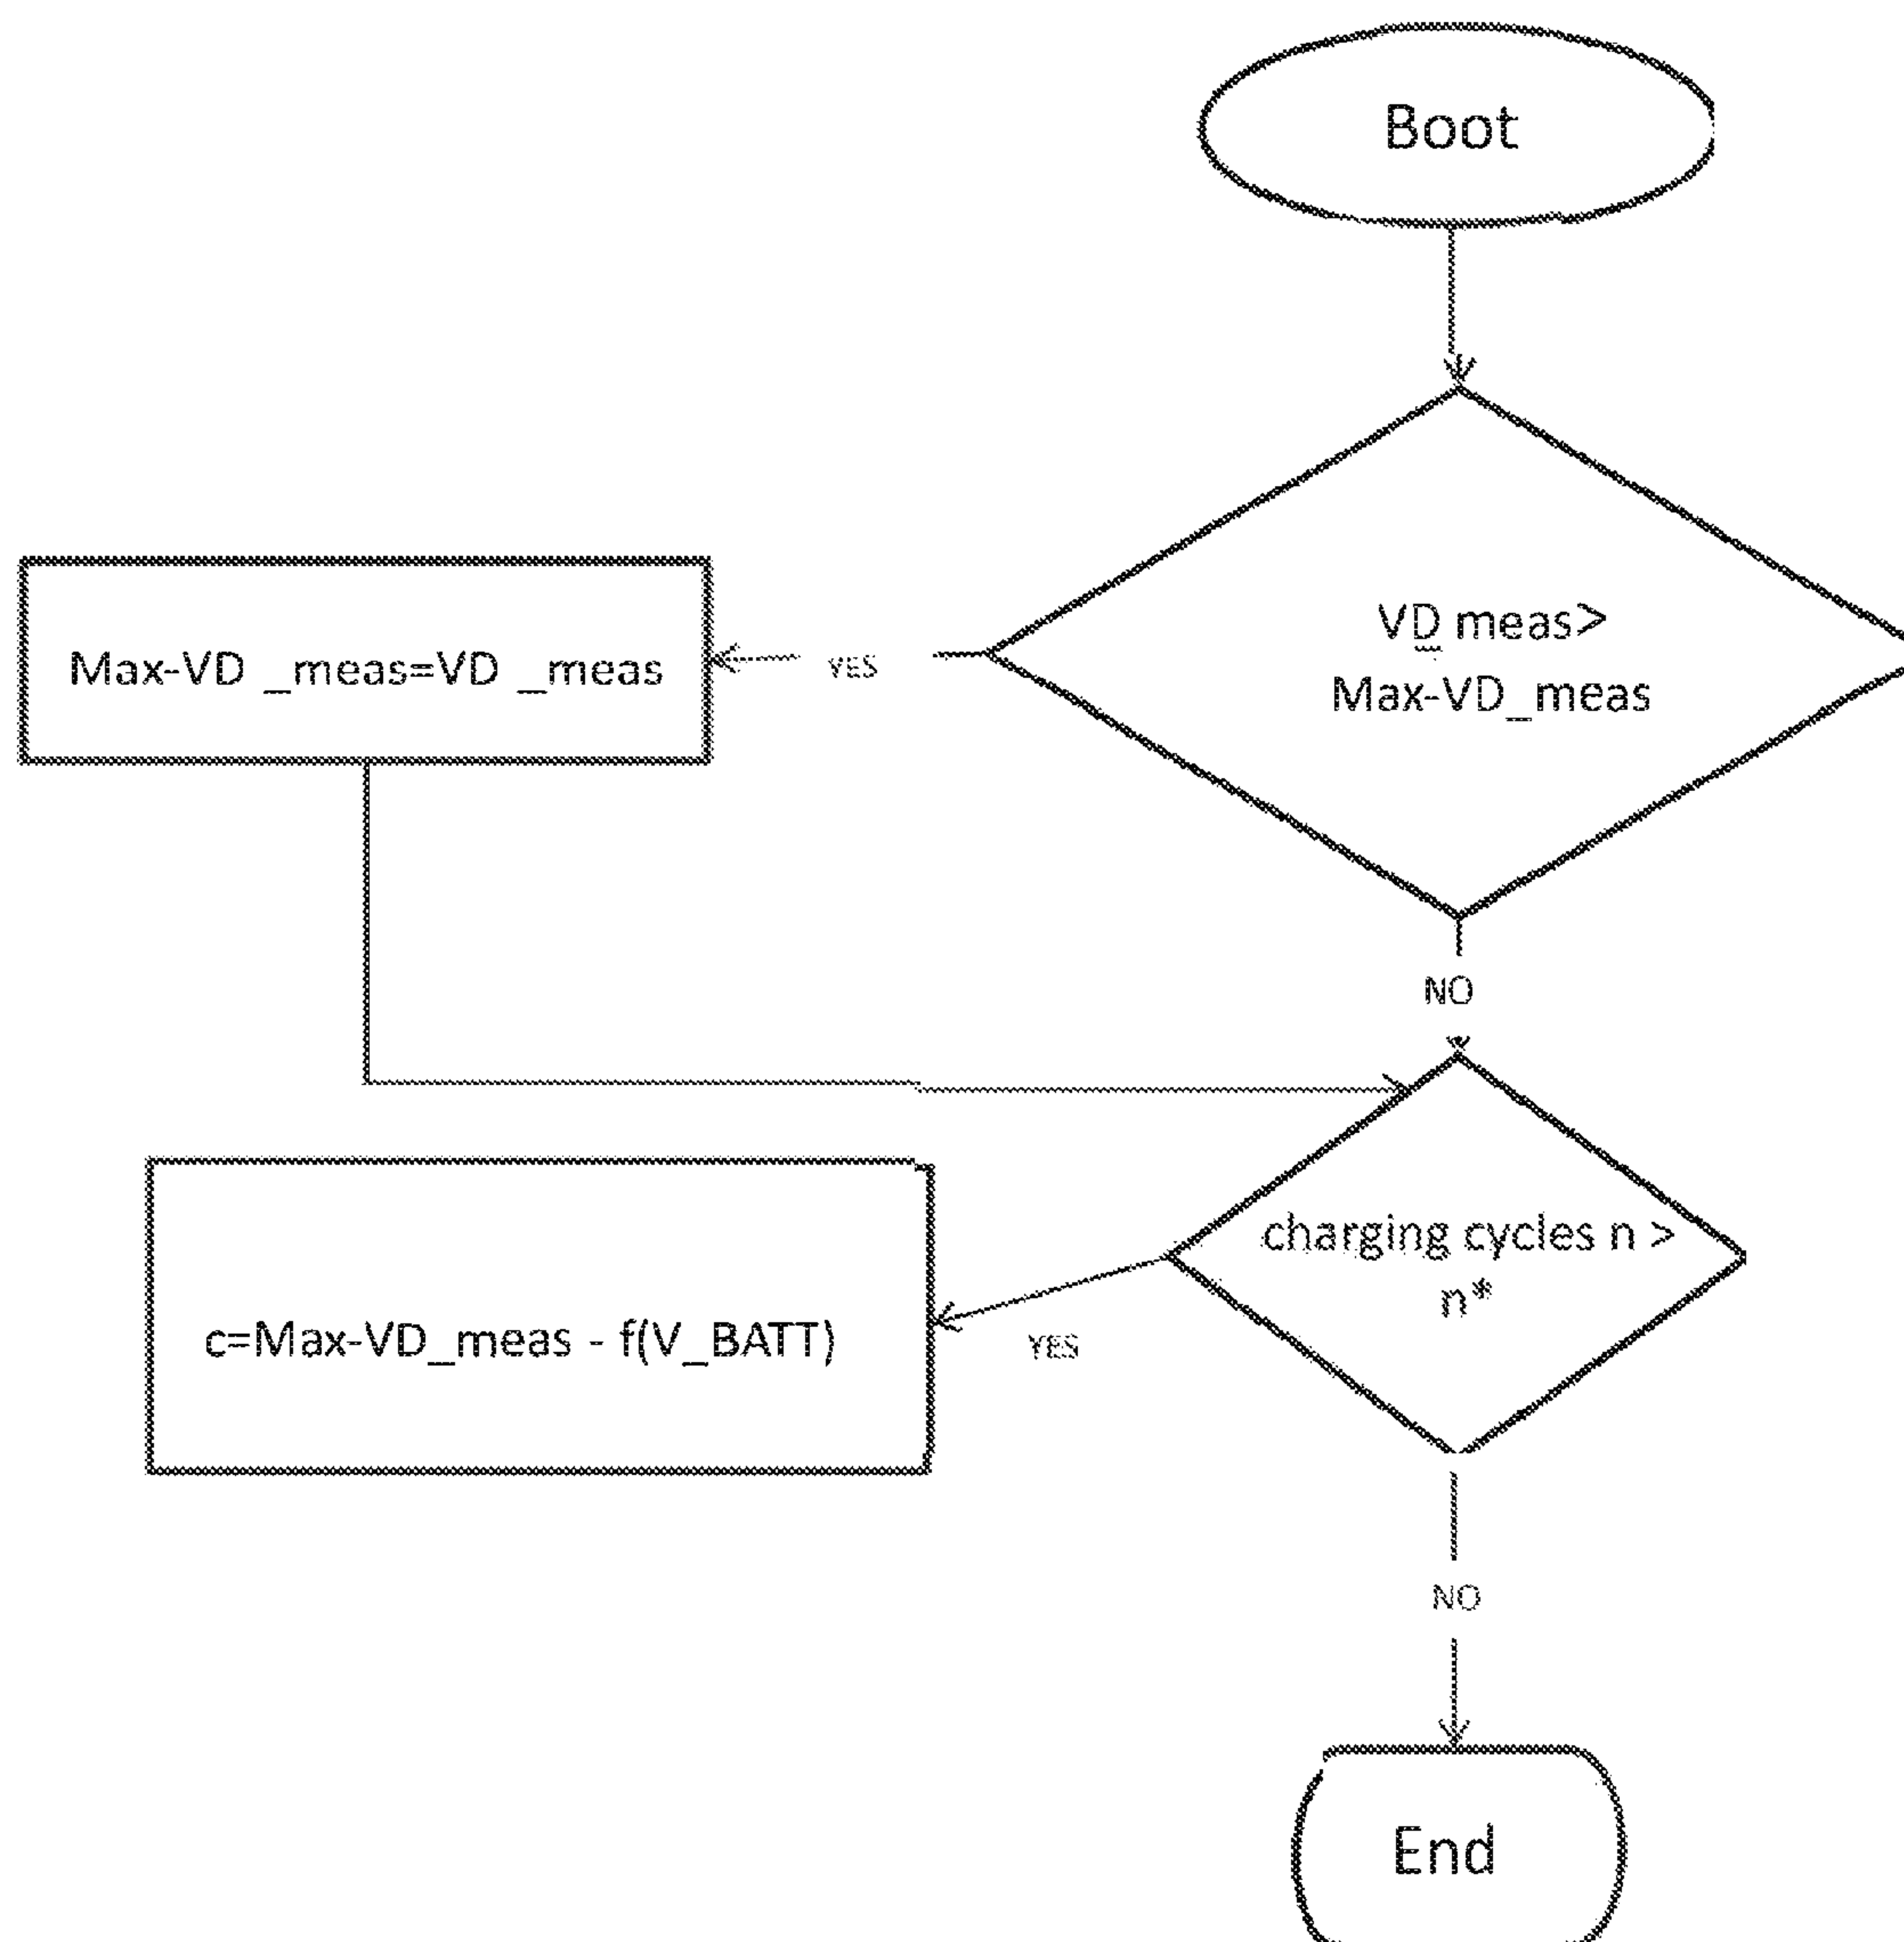 Boot
VD meas>
Max-VD_meas
YES
Max-VD _meas=VD _meas
NO
charging cycles n >
n*
YES
c=Max-VD_meas - f(V_BATT)
NO
End